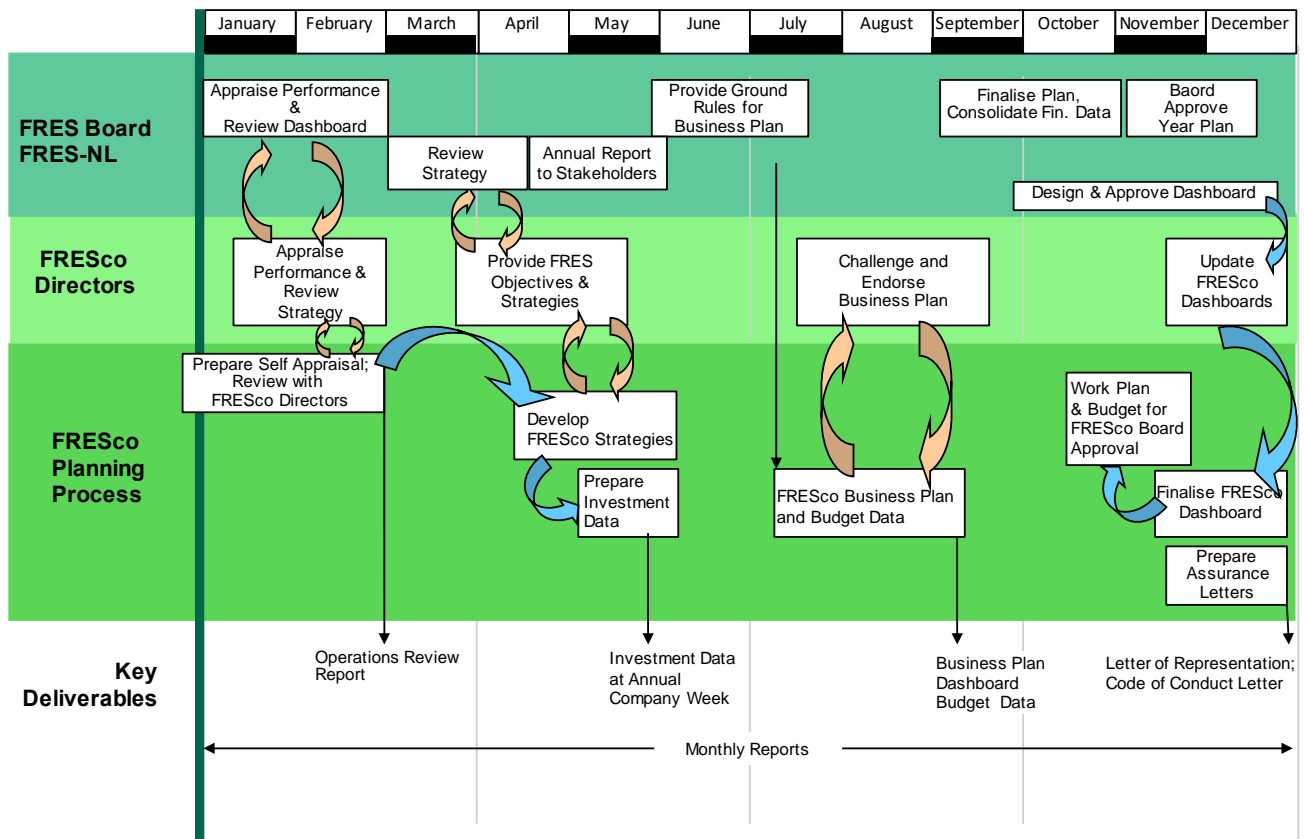 January
February
March
April
May
June
July
August
September
October
November
December
FRES Board
FRES-NL
Appraise Performance
&
Review Dashboard
Review
Strategy
Annual Report
to Stakeholders
Provide Ground
Rules for
Business Plan
Finalise Plan,
Consolidate Fin. Data
Baord
Approve
Year Plan
Design & Approve Dashboard
FRESco
Directors
Appraise
Performance &
Review
Strategy
Provide FRES
Objectives &
Strategies
Challenge and
Endorse
Business Plan
Update
FRESco
Dashboards
FRESco
Planning
Process
Prepare Self Appraisal;
Review with
FRESco Directors
Develop
FRESco Strategies
Prepare
Investment
Data
FRESco Business Plan
and Budget Data
Work Plan
& Budget for
FRESco Board
Approval
Finalise FRESco
Dashboard
Prepare
Assurance
Letters
Key
Deliverables
Operations Review
Report
Investment Data
at Annual
Company Week
Business Plan
Dashboard
Budget Data
Letter of Representation;
Code of Conduct Letter
Monthly Reports